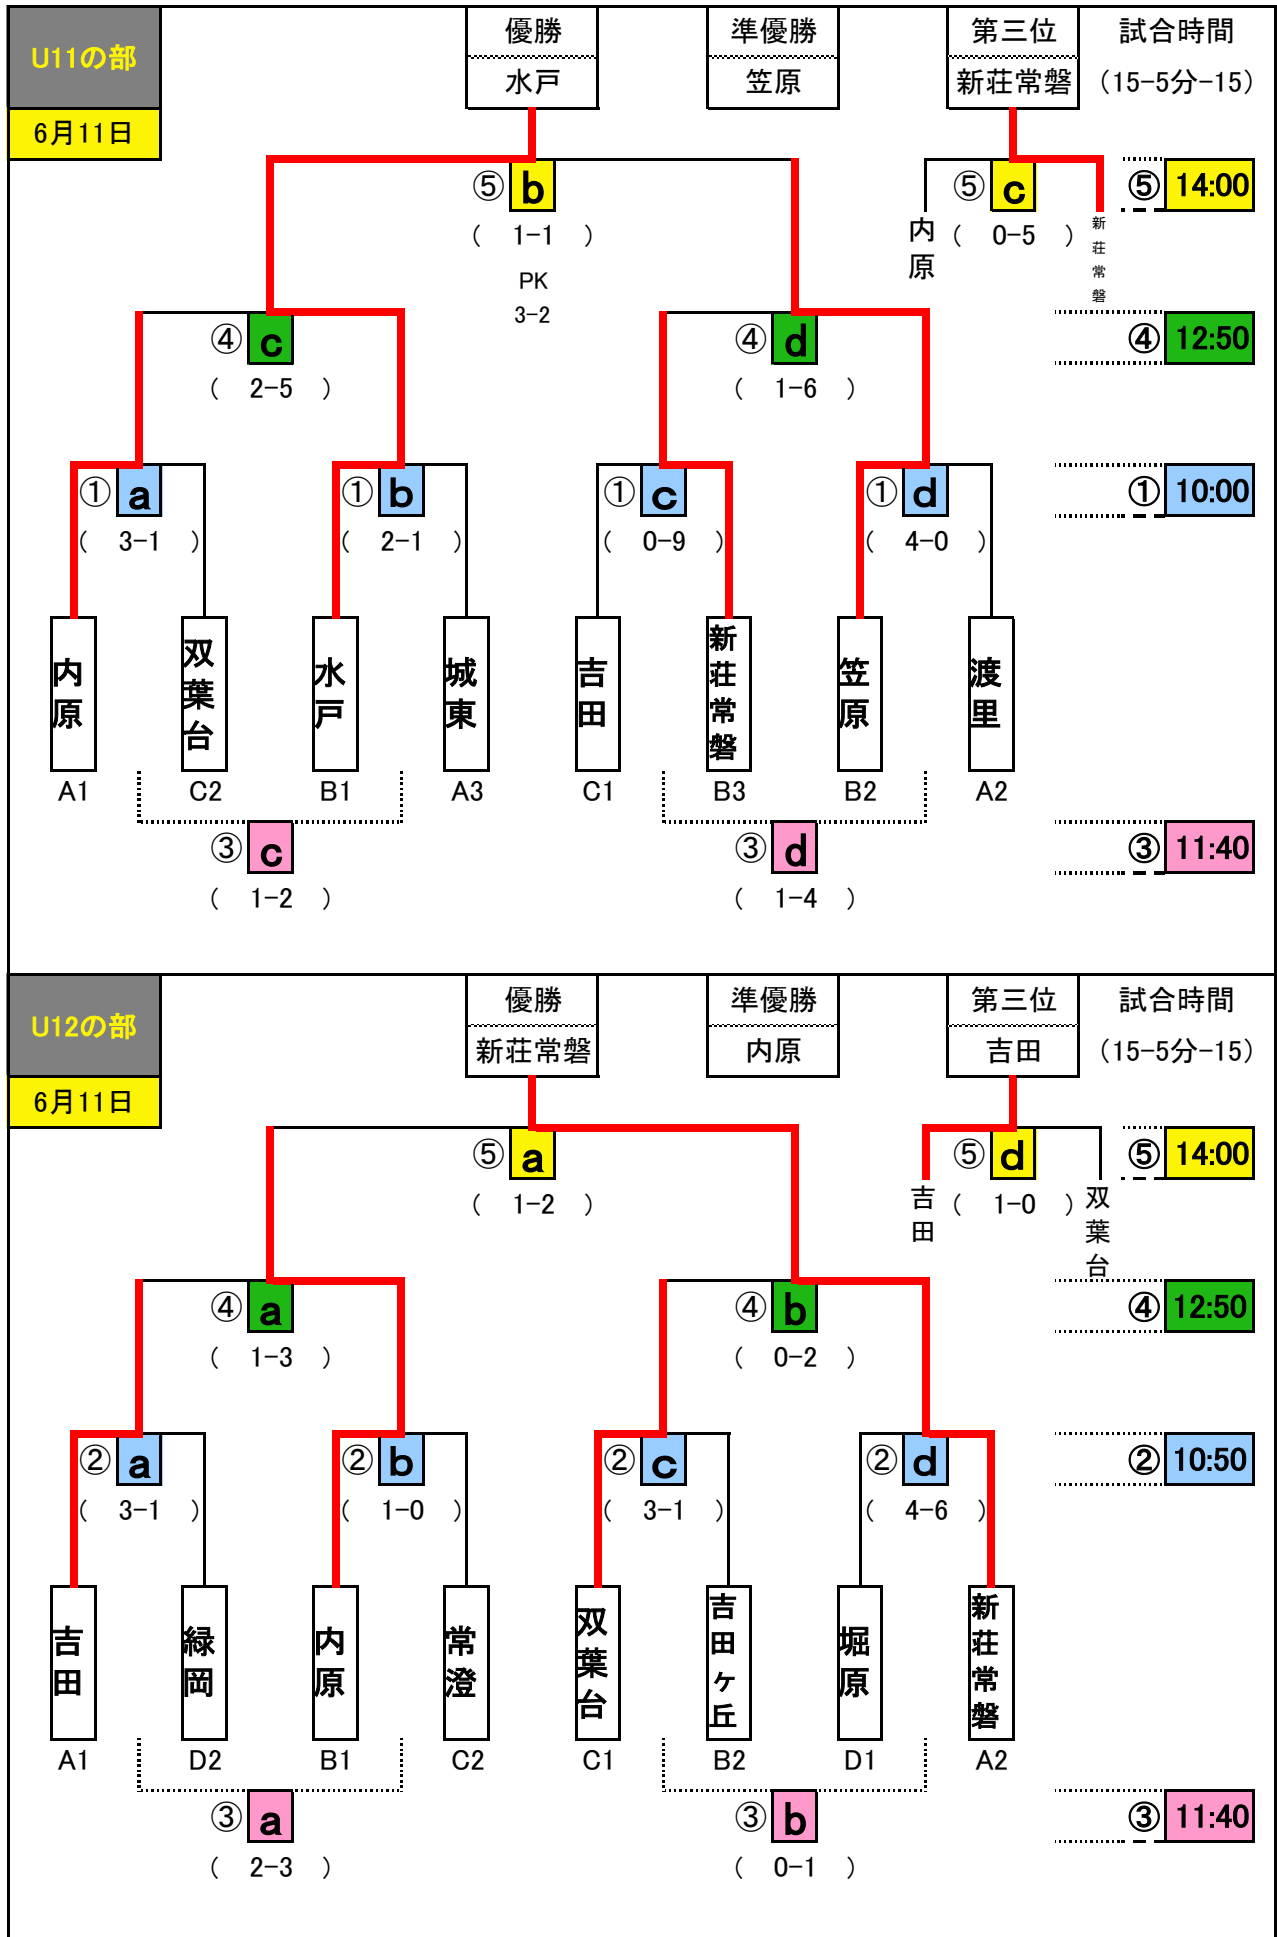 U11の部
優勝
準優勝
第三位
試合時間
水戸
笠原
新荘常磐
（15-5分-15）
6月11日
⑤ b
⑤ c
⑤ 14:00
( 1-1 )
内原
( 0-5 )
新荘常磐
PK
3-2
④ c
④ d
④ 12:50
( 2-5 )
( 1-6 )
① a
① b
① c
① d
① 10:00
( 3-1 )
( 2-1 )
( 0-9 )
( 4-0 )
内原
双葉台
水戸
城東
吉田
新荘常磐
笠原
渡里
A1
C2
B1
A3
C1
B3
B2
A2
③ c
③ d
③ 11:40
( 1-2 )
( 1-4 )
U12の部
優勝
準優勝
第三位
試合時間
新荘常磐
内原
吉田
（15-5分-15）
6月11日
⑤ a
⑤ d
⑤ 14:00
( 1-2 )
吉田
( 1-0 )
双葉台
④ a
④ b
④ 12:50
( 1-3 )
( 0-2 )
② a
② b
② c
② d
② 10:50
( 3-1 )
( 1-0 )
( 3-1 )
( 4-6 )
吉田
緑岡
内原
常澄
双葉台
吉田ヶ丘
堀原
新荘常磐
A1
D2
B1
C2
C1
B2
D1
A2
③ a
③ b
③ 11:40
( 2-3 )
( 0-1 )